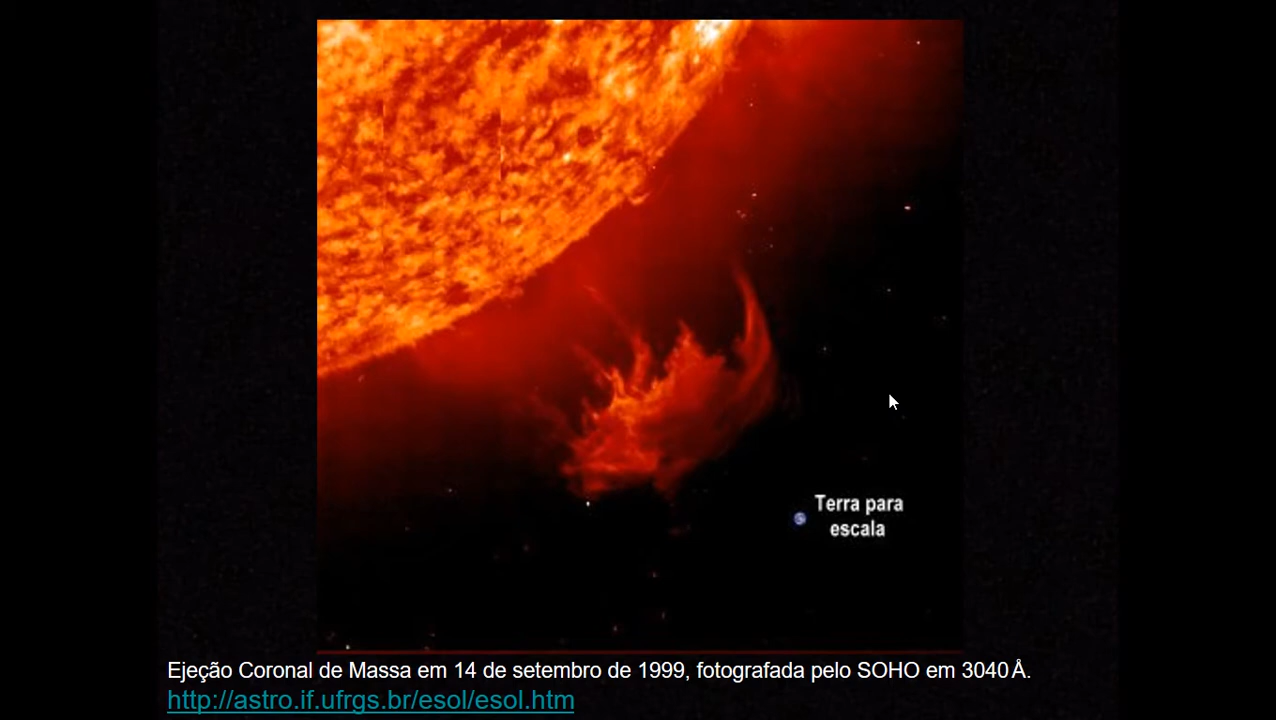 Terra para
escala
Ejeção Coronal de Massa em 14 de setembro de 1999, fotografada pelo SOHO em 3040Å.
http://astro.if.ufrgs.br/esol/esol.htm